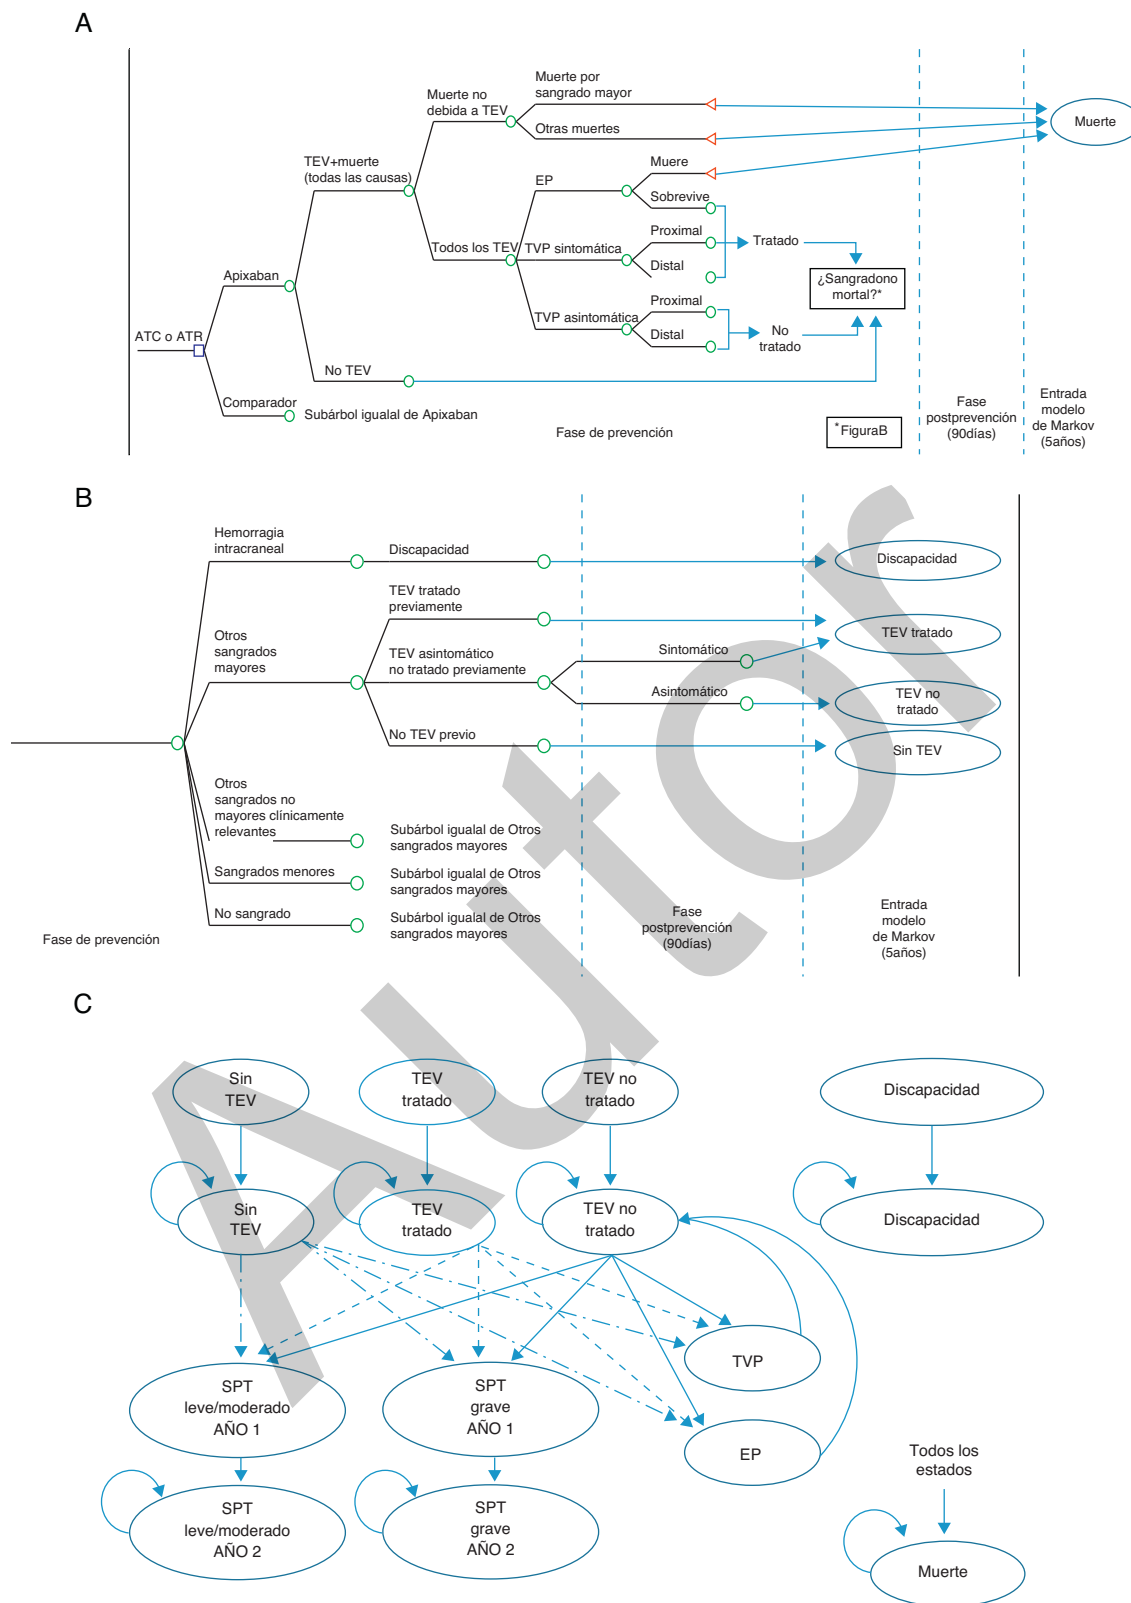 A
Muerte por
sangrado mayor
Muerte no
debida a TEV
Otras muertes
Muerte
TEV+muerte
(todas las causas)
Muere
EP
Sobrevive
Proximal
Tratado
Todos los TEV
TVP sintomática
Distal
Apixaban
¿Sangradono
mortal?*
Proximal
TVP asintomática
No
tratado
Distal
ATC o ATR
No TEV
Comparador
Subárbol igualal de Apixaban
Fase de prevención
*FiguraB
Fase
postprevención
(90días)
Entrada
modelo
de Markov
(5años)
B
Hemorragia
intracraneal
Discapacidad
Discapacidad
TEV tratado
previamente
TEV tratado
Otros
sangrados
mayores
TEV asintomático
no tratado previamente
Sintomático
Asintomático
TEV no
tratado
No TEV previo
Sin TEV
Otros
sangrados no
mayores clínicamente
relevantes
Subárbol igualal de Otros
sangrados mayores
Sangrados menores
Subárbol igualal de Otros
sangrados mayores
No sangrado
Subárbol igualal de Otros
sangrados mayores
Fase de prevención
Fase
postprevención
(90días)
Entrada
modelo
de Markov
(5años)
C
Sin
TEV
TEV
tratado
TEV no
tratado
Discapacidad
Sin
TEV
TEV
tratado
TEV no
tratado
Discapacidad
TVP
SPT
leve/moderado
AÑO 1
SPT
grave
AÑO 1
EP
Todos los
estados
SPT
leve/moderado
AÑO 2
SPT
grave
AÑO 2
Muerte
Autor